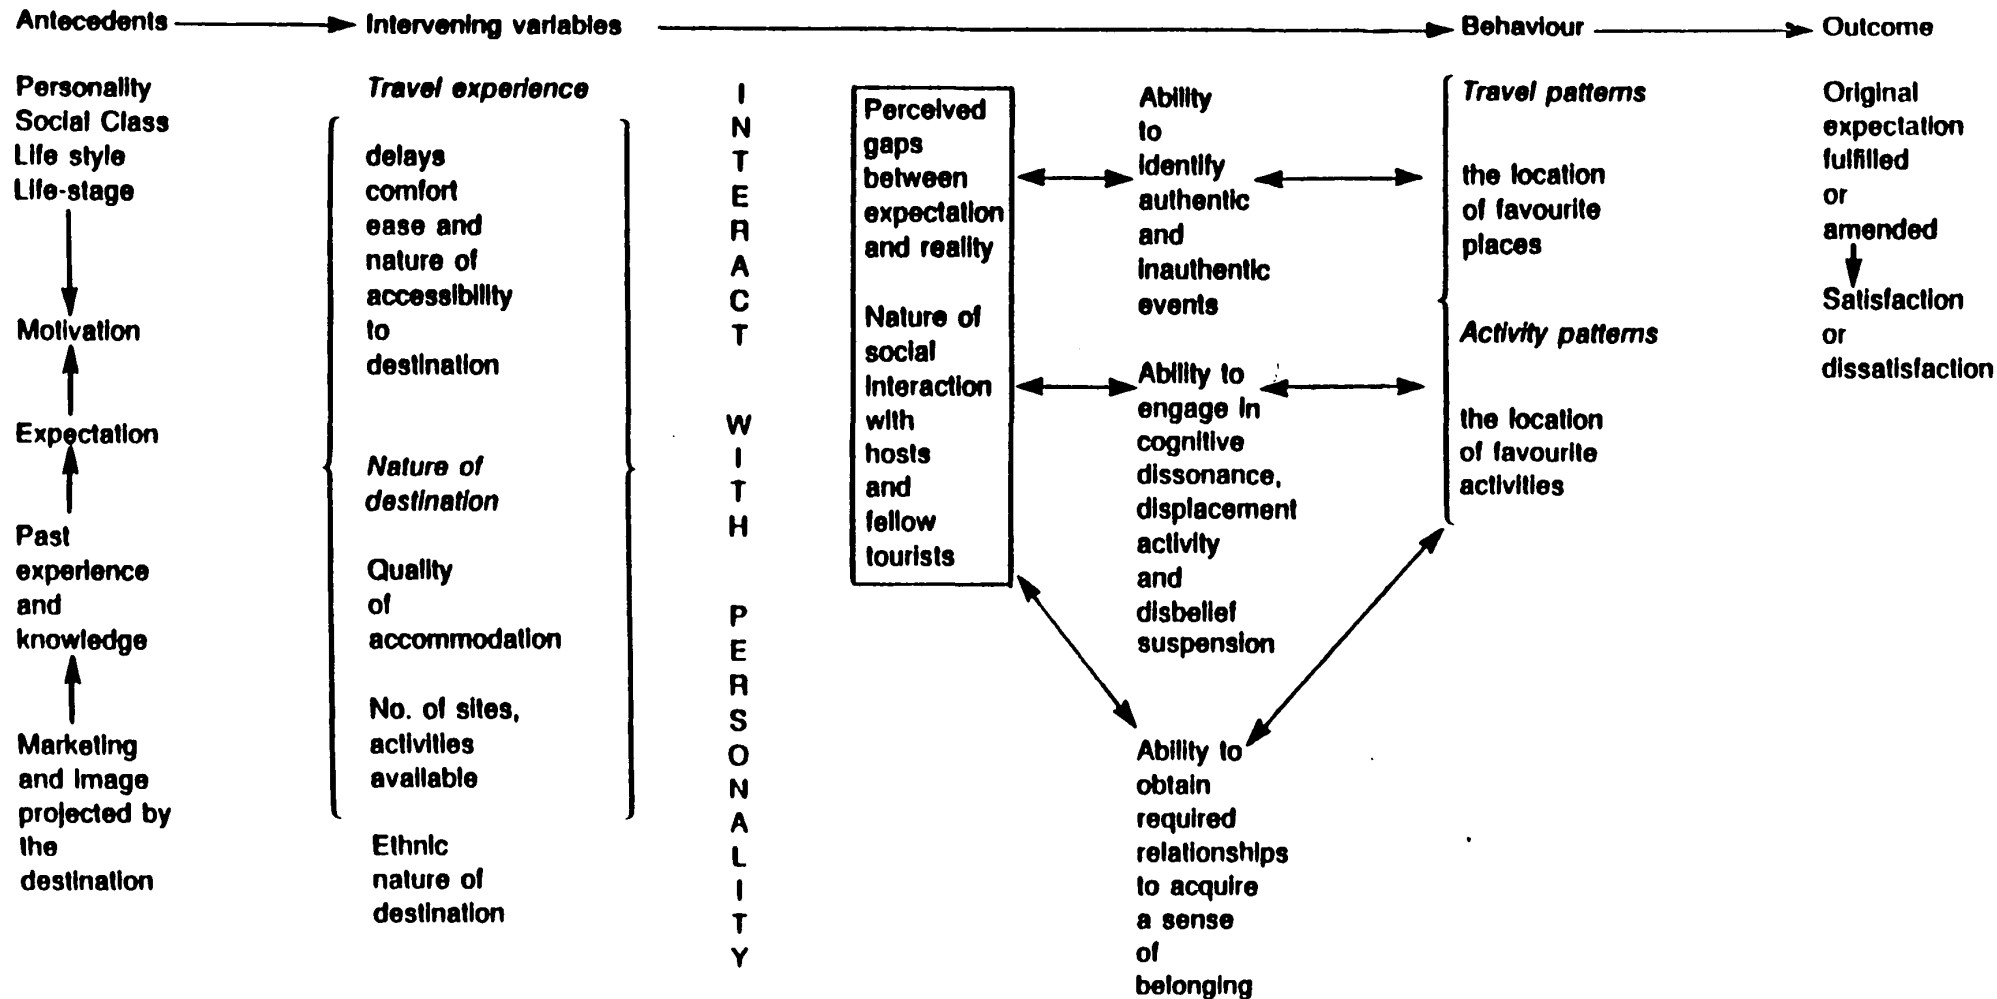 Antecedents
Intervening variables
Behaviour
Outcome
Personality
Social Class
Life style
Life-stage
Motivation
Expectation
Past
experience
and
knowledge
Marketing
and image
projected by
the
destination
Travel experience
delays
comfort
ease and
nature of
accessibility
to
destination
Nature of
destination
Quality
of
accommodation
No. of sites,
activities
available
Ethnic
nature of
destination
INTERACT WITH PERSONALITY
Perceived
gaps
between
expectation
and reality
Nature of
social
interaction
with
hosts
and
fellow
tourists
Ability
to
identify
authentic
and
inauthentic
events
Ability to
engage in
cognitive
dissonance,
displacement
activity
and
disbelief
suspension
Ability to
obtain
required
relationships
to acquire
a sense
of
belonging
Travel patterns
the location
of favourite
places
Activity patterns
the location
of favourite
activities
Original
expectation
fulfilled
or
amended
Satisfaction
or
dissatisfaction